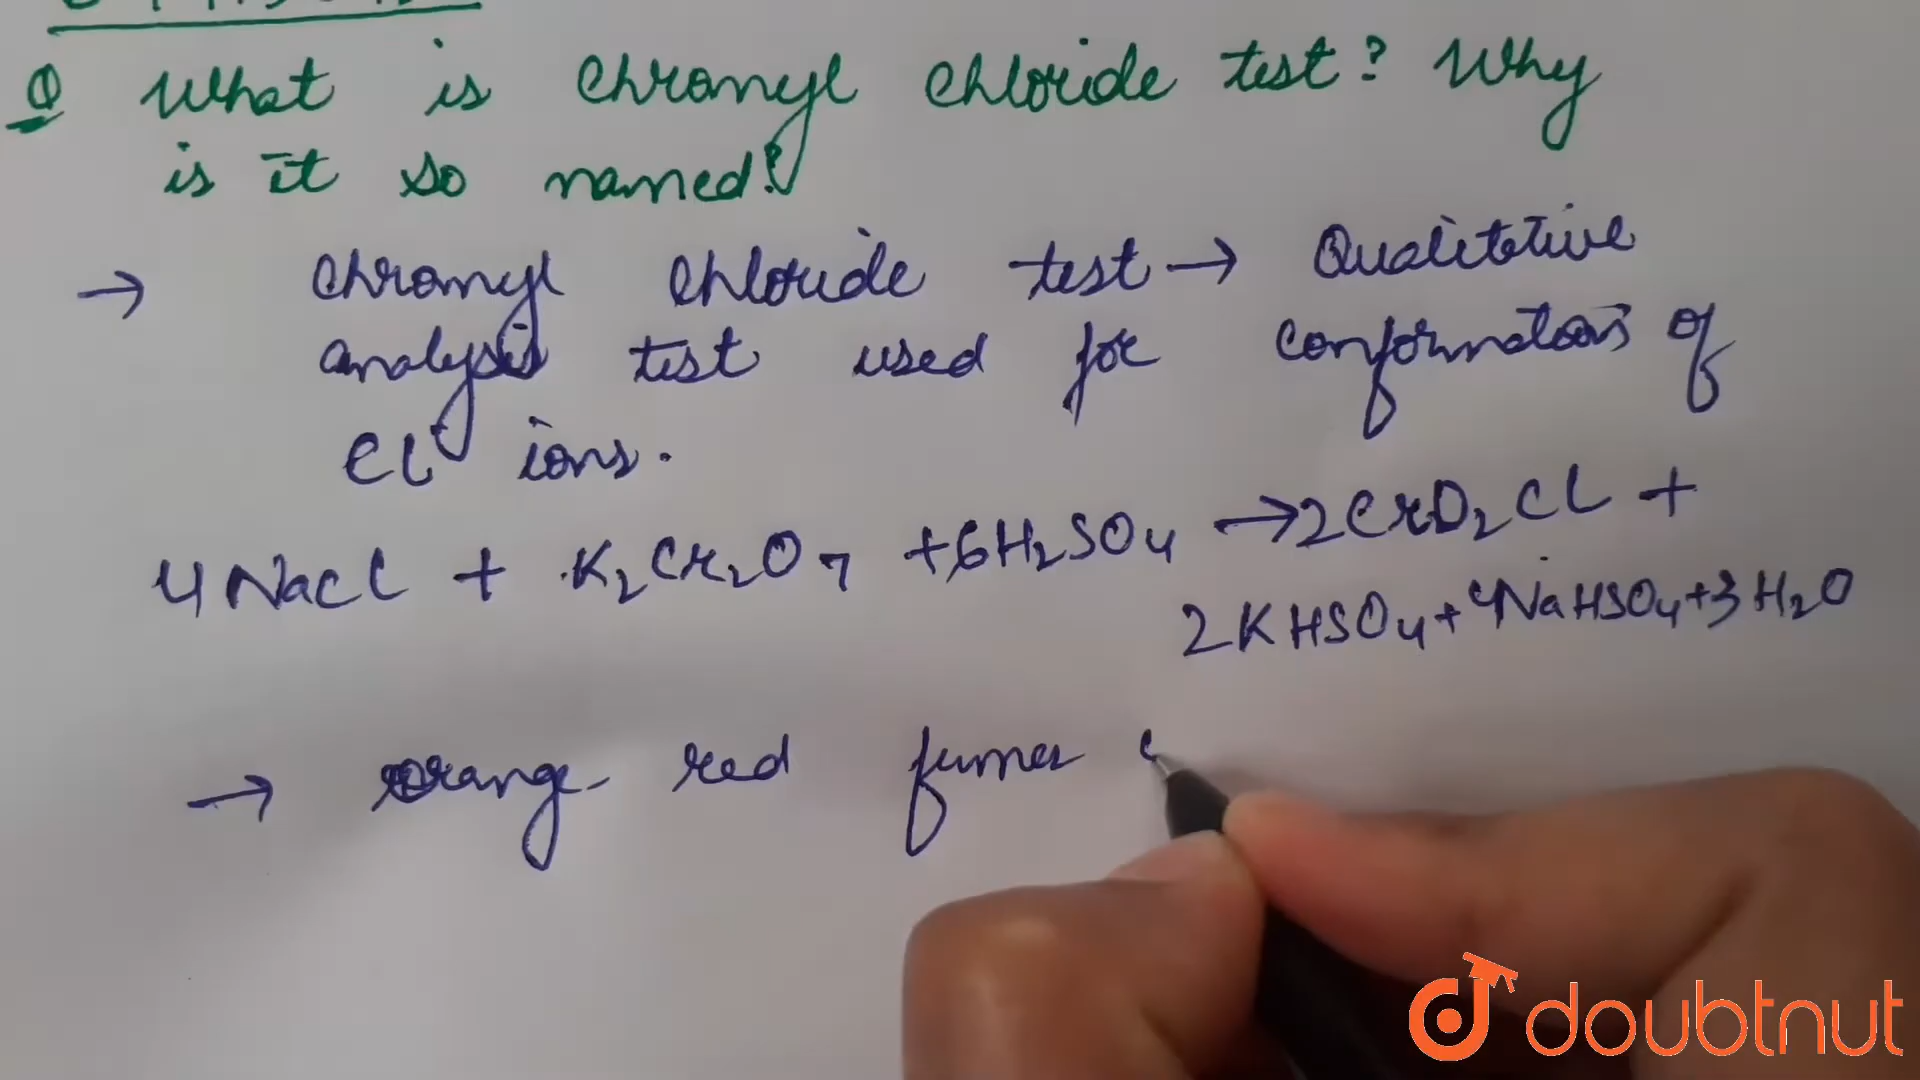 Q What is Chromyl Chloride test? Why
is it so named?
→ Chromyl Chloride test → Qualitative
analysis test used for conformations of
Cl⁻ ions.
4NaCl + K₂Cr₂O₇ + 6H₂SO₄ → 2CrO₂Cl +
2KHSO₄ + 4NaHSO₄ + 3H₂O
→ orange-red fumes
doubtnut